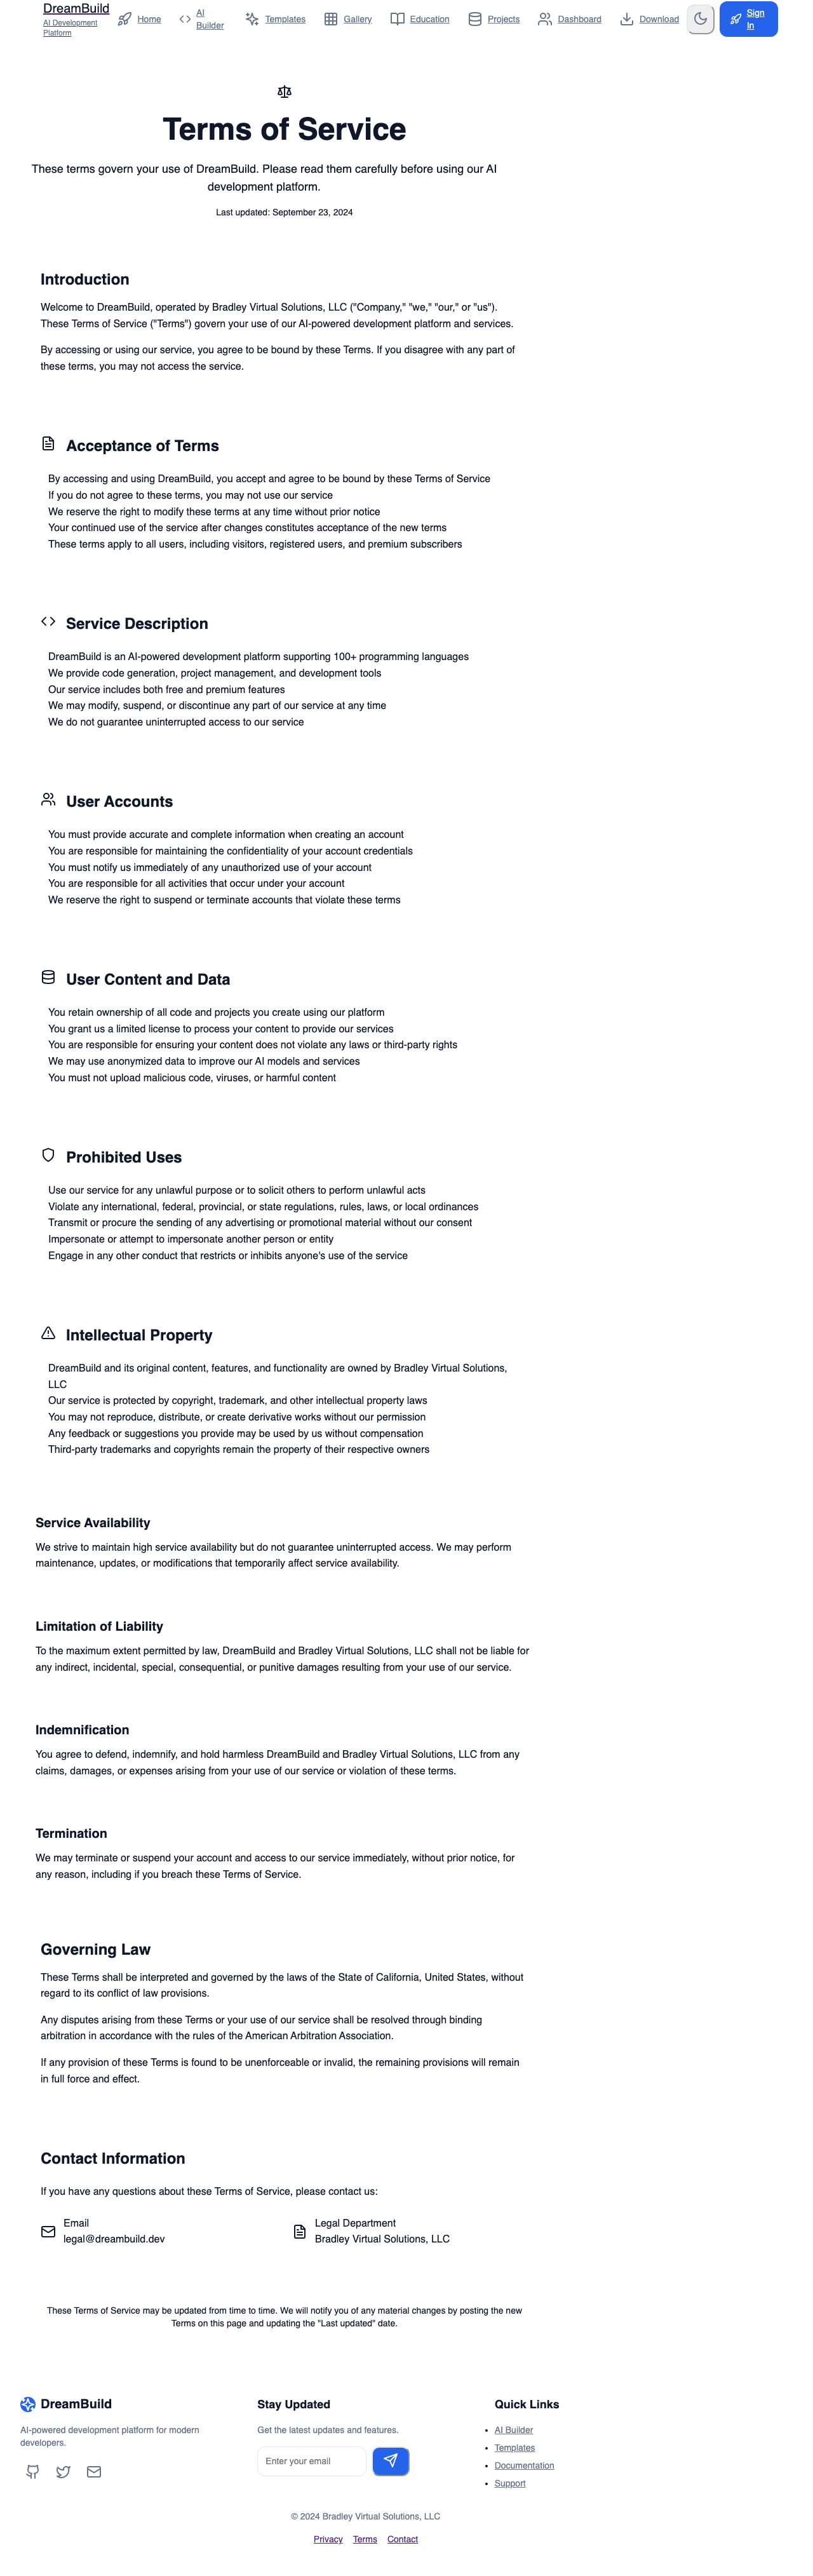 DreamBuild
AI Development
Platform
Home
AI
Builder
Templates
Gallery
Education
Projects
Dashboard
Download
Sign
In
Terms of Service
These terms govern your use of DreamBuild. Please read them carefully before using our AI
development platform.
Last updated: September 23, 2024
Introduction
Welcome to DreamBuild, operated by Bradley Virtual Solutions, LLC ("Company," "we," "our," or "us").
These Terms of Service ("Terms") govern your use of our AI-powered development platform and services.
By accessing or using our service, you agree to be bound by these Terms. If you disagree with any part of
these terms, you may not access the service.
Acceptance of Terms
By accessing and using DreamBuild, you accept and agree to be bound by these Terms of Service
If you do not agree to these terms, you may not use our service
We reserve the right to modify these terms at any time without prior notice
Your continued use of the service after changes constitutes acceptance of the new terms
These terms apply to all users, including visitors, registered users, and premium subscribers
Service Description
DreamBuild is an AI-powered development platform supporting 100+ programming languages
We provide code generation, project management, and development tools
Our service includes both free and premium features
We may modify, suspend, or discontinue any part of our service at any time
We do not guarantee uninterrupted access to our service
User Accounts
You must provide accurate and complete information when creating an account
You are responsible for maintaining the confidentiality of your account credentials
You must notify us immediately of any unauthorized use of your account
You are responsible for all activities that occur under your account
We reserve the right to suspend or terminate accounts that violate these terms
User Content and Data
You retain ownership of all code and projects you create using our platform
You grant us a limited license to process your content to provide our services
You are responsible for ensuring your content does not violate any laws or third-party rights
We may use anonymized data to improve our AI models and services
You must not upload malicious code, viruses, or harmful content
Prohibited Uses
Use our service for any unlawful purpose or to solicit others to perform unlawful acts
Violate any international, federal, provincial, or state regulations, rules, laws, or local ordinances
Transmit or procure the sending of any advertising or promotional material without our consent
Impersonate or attempt to impersonate another person or entity
Engage in any other conduct that restricts or inhibits anyone's use of the service
Intellectual Property
DreamBuild and its original content, features, and functionality are owned by Bradley Virtual Solutions,
LLC
Our service is protected by copyright, trademark, and other intellectual property laws
You may not reproduce, distribute, or create derivative works without our permission
Any feedback or suggestions you provide may be used by us without compensation
Third-party trademarks and copyrights remain the property of their respective owners
Service Availability
We strive to maintain high service availability but do not guarantee uninterrupted access. We may perform
maintenance, updates, or modifications that temporarily affect service availability.
Limitation of Liability
To the maximum extent permitted by law, DreamBuild and Bradley Virtual Solutions, LLC shall not be liable for
any indirect, incidental, special, consequential, or punitive damages resulting from your use of our service.
Indemnification
You agree to defend, indemnify, and hold harmless DreamBuild and Bradley Virtual Solutions, LLC from any
claims, damages, or expenses arising from your use of our service or violation of these terms.
Termination
We may terminate or suspend your account and access to our service immediately, without prior notice, for
any reason, including if you breach these Terms of Service.
Governing Law
These Terms shall be interpreted and governed by the laws of the State of California, United States, without
regard to its conflict of law provisions.
Any disputes arising from these Terms or your use of our service shall be resolved through binding
arbitration in accordance with the rules of the American Arbitration Association.
If any provision of these Terms is found to be unenforceable or invalid, the remaining provisions will remain
in full force and effect.
Contact Information
If you have any questions about these Terms of Service, please contact us:
Email
legal@dreambuild.dev
Legal Department
Bradley Virtual Solutions, LLC
These Terms of Service may be updated from time to time. We will notify you of any material changes by posting the new
Terms on this page and updating the "Last updated" date.
DreamBuild
AI-powered development platform for modern
developers.
Stay Updated
Get the latest updates and features.
Enter your email
Quick Links
AI Builder
Templates
Documentation
Support
© 2024 Bradley Virtual Solutions, LLC
Privacy Terms Contact